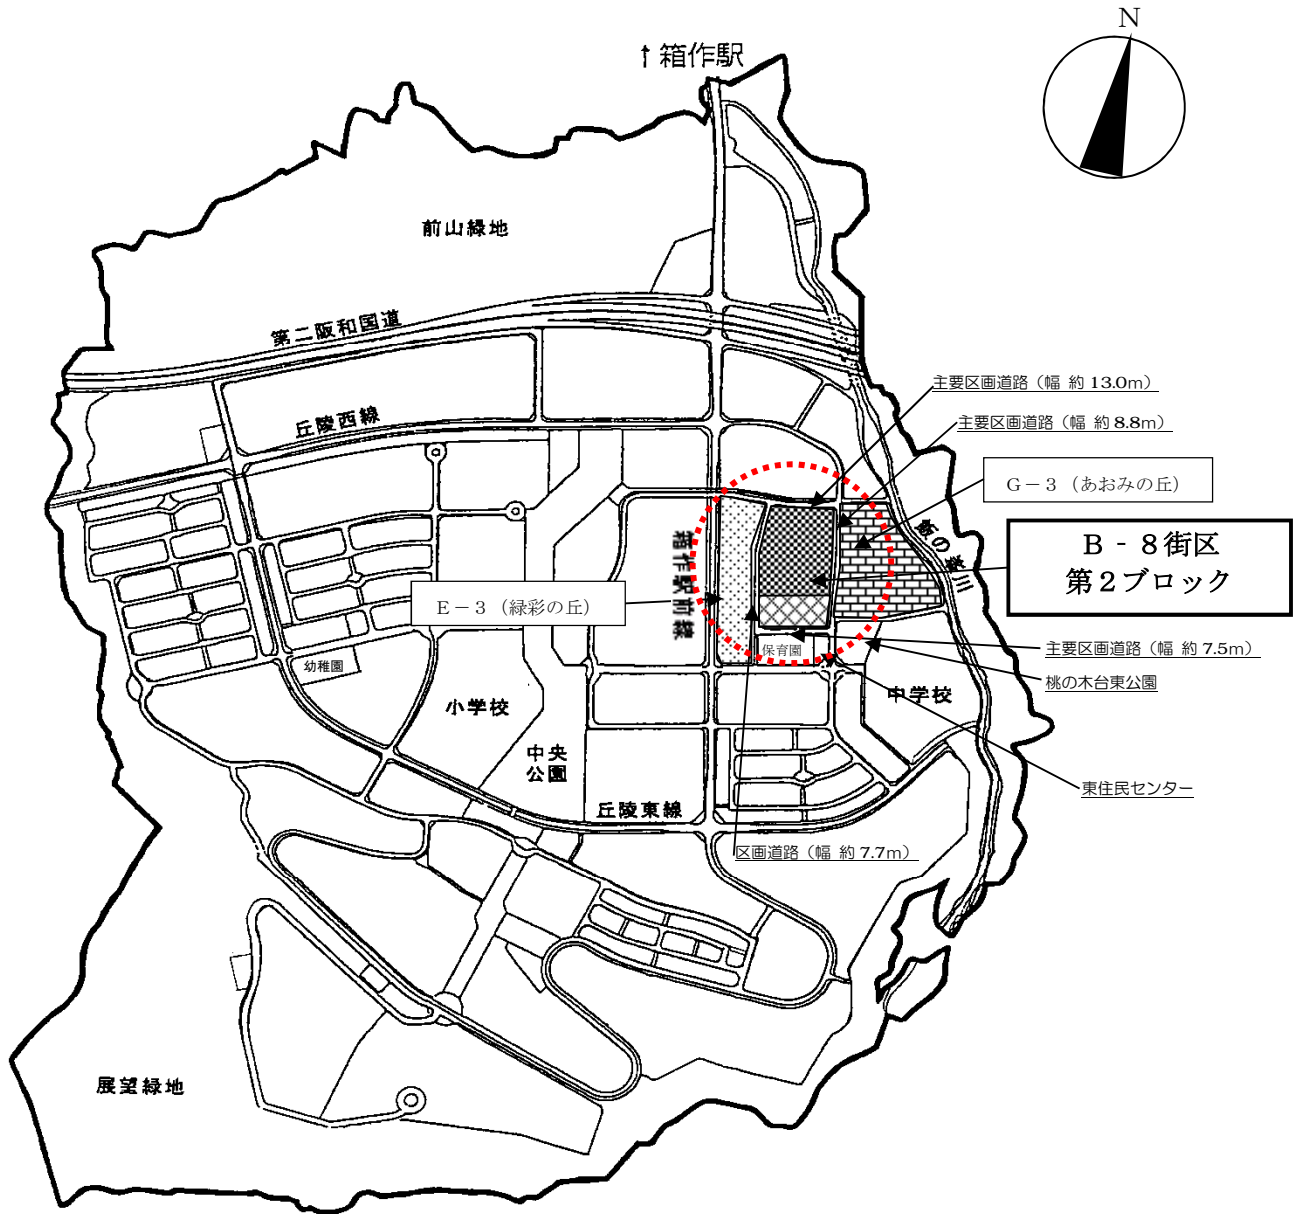 N
↑箱作駅
前山緑地
第二阪和国道
主要区画道路（幅 約 13.0m）
丘陵西線
主要区画道路（幅 約 8.8m）
G－3（あおみの丘）
B‐8街区
第2ブロック
箱作駅前線
E－3（緑彩の丘）
保育園
主要区画道路（幅 約 7.5m）
幼稚園
桃の木台東公園
小学校
中学校
中央
公園
東住民センター
丘陵東線
区画道路（幅 約 7.7m）
展望緑地